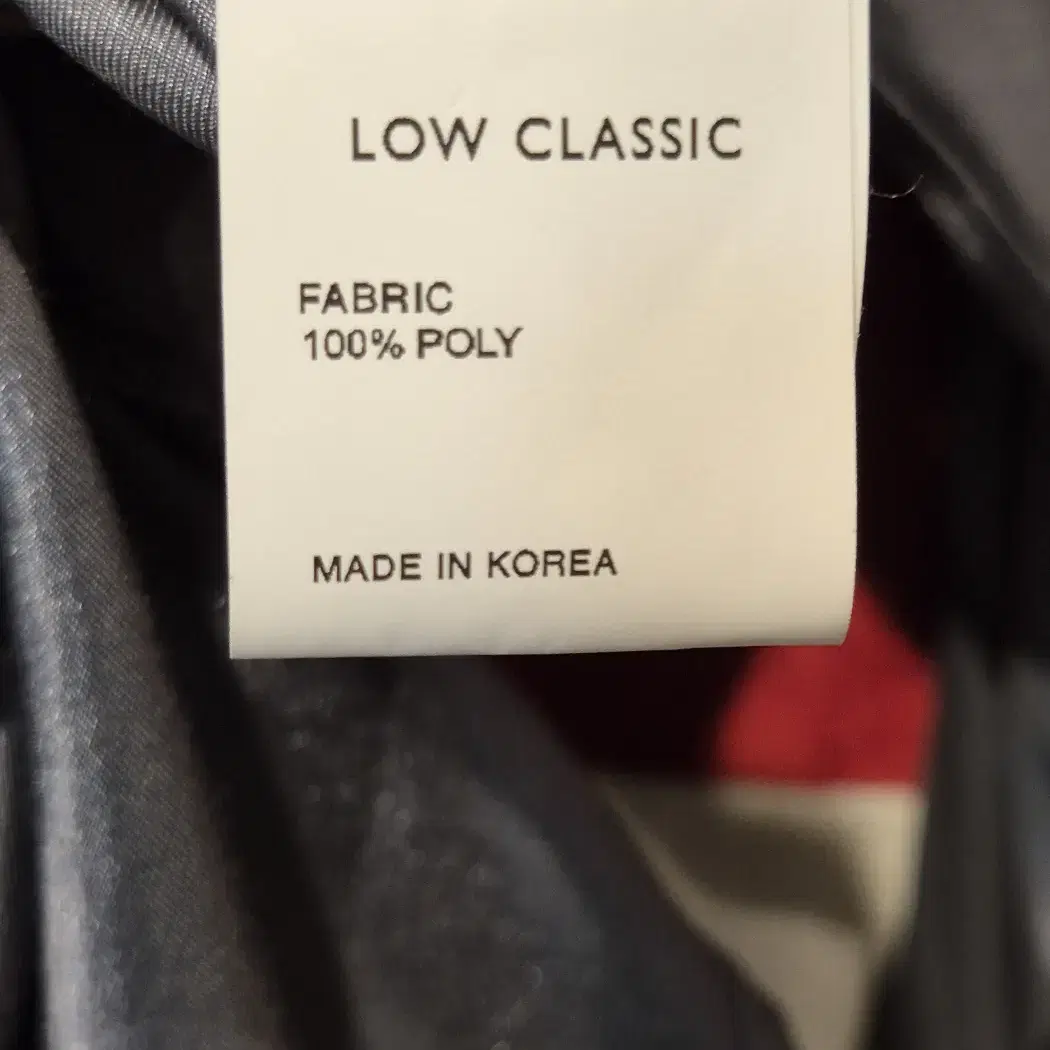 LOW CLASSIC
FABRIC
100% POLY
MADE IN KOREA